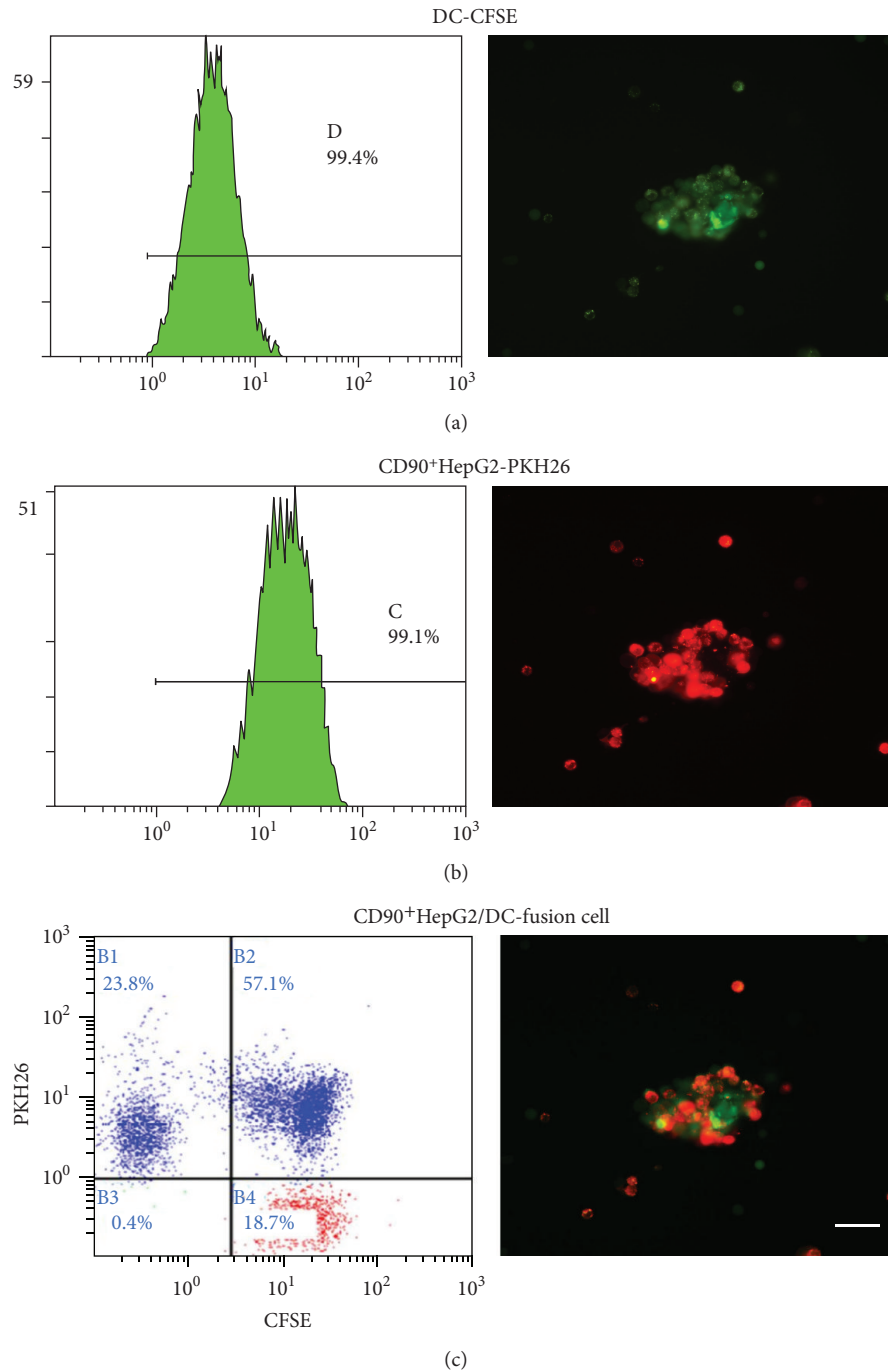 DC-CFSE
59
D
99.4%
10⁰ 10¹ 10² 10³
(a)
CD90⁺HepG2-PKH26
51
C
99.1%
10⁰ 10¹ 10² 10³
(b)
CD90⁺HepG2/DC-fusion cell
10³
B1 B2
23.8% 57.1%
10²
PKH26
10¹
10⁰
B3 B4
0.4% 18.7%
10⁰ 10¹ 10² 10³
CFSE
(c)